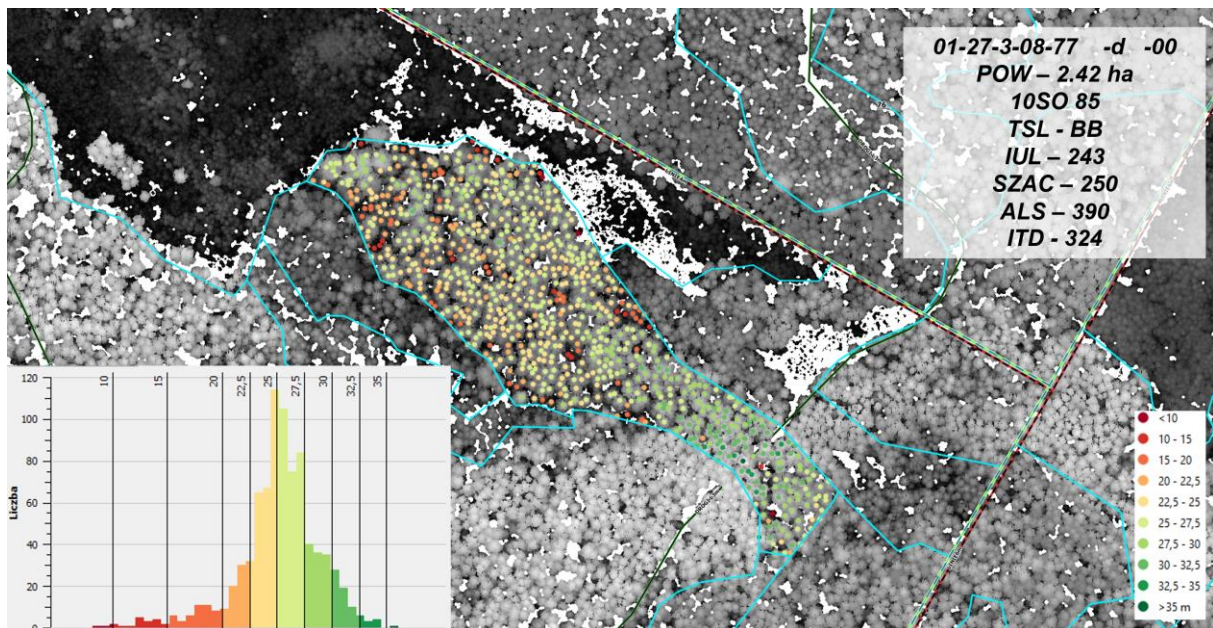 01-27-3-08-77 -d -00
POW – 2.42 ha
10SO 85
TSL - BB
IUL – 243
SZAC – 250
ALS – 390
ITD - 324
10
15
20
22,5
25
27,5
30
32,5
35
120
100
80
60
40
20
0
Liczba
<10
10 - 15
15 - 20
20 - 22,5
22,5 - 25
25 - 27,5
27,5 - 30
30 - 32,5
32,5 - 35
>35 m